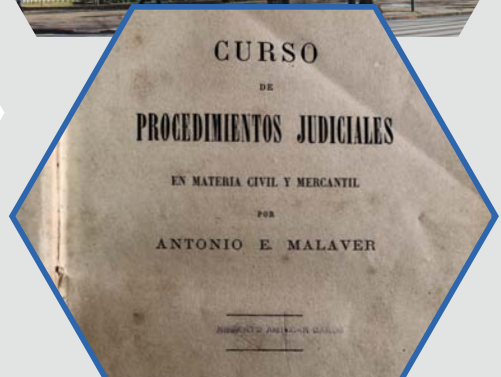 CURSO
DE
PROCEDIMIENTOS JUDICIALES
EN MATERIA CIVIL Y MERCANTIL
POR
ANTONIO E. MALAVER